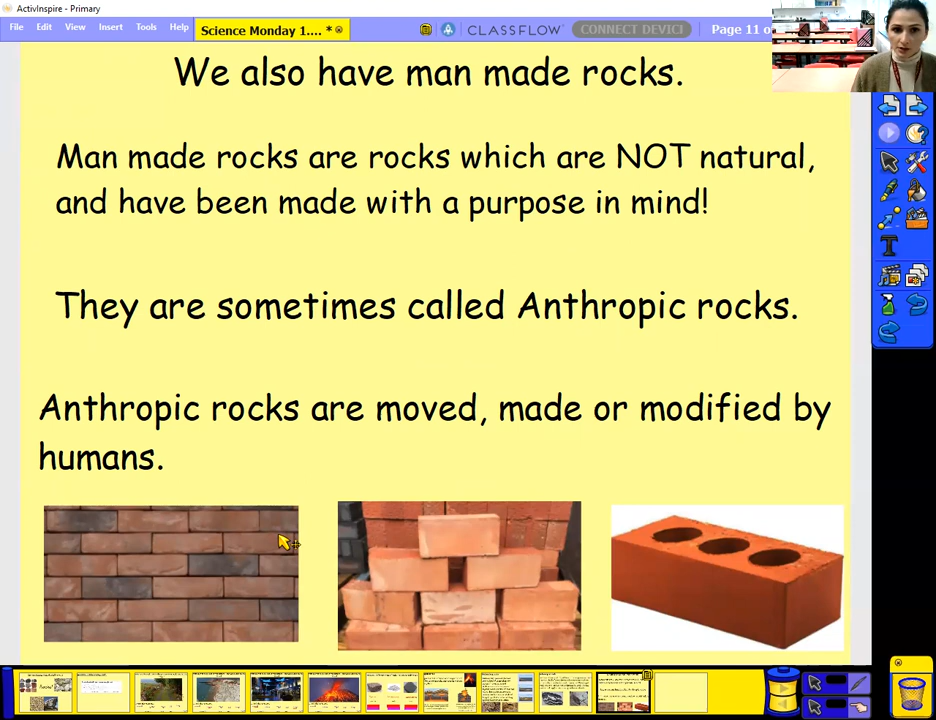 ActivInspire - Primary
File Edit View Insert Tools Help Science Monday 1.... * CLASSFLOW CONNECT DEVICI Page 11 o
We also have man made rocks.
Man made rocks are rocks which are NOT natural,
and have been made with a purpose in mind!
They are sometimes called Anthropic rocks.
Anthropic rocks are moved, made or modified by
humans.